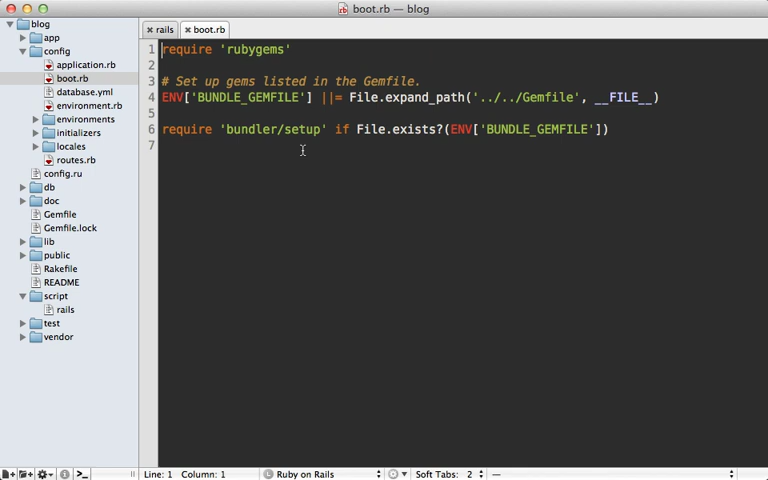 boot.rb — blog
blog
app
config
application.rb
boot.rb
database.yml
environment.rb
environments
initializers
locales
routes.rb
config.ru
db
doc
Gemfile
Gemfile.lock
lib
public
Rakefile
README
script
rails
test
vendor
rails
boot.rb
1 require 'rubygems'
2
3 # Set up gems listed in the Gemfile.
4 ENV['BUNDLE_GEMFILE'] ||= File.expand_path('../../Gemfile', __FILE__)
5
6 require 'bundler/setup' if File.exists?(ENV['BUNDLE_GEMFILE'])
7
Line: 1 Column: 1
Ruby on Rails
Soft Tabs: 2
—